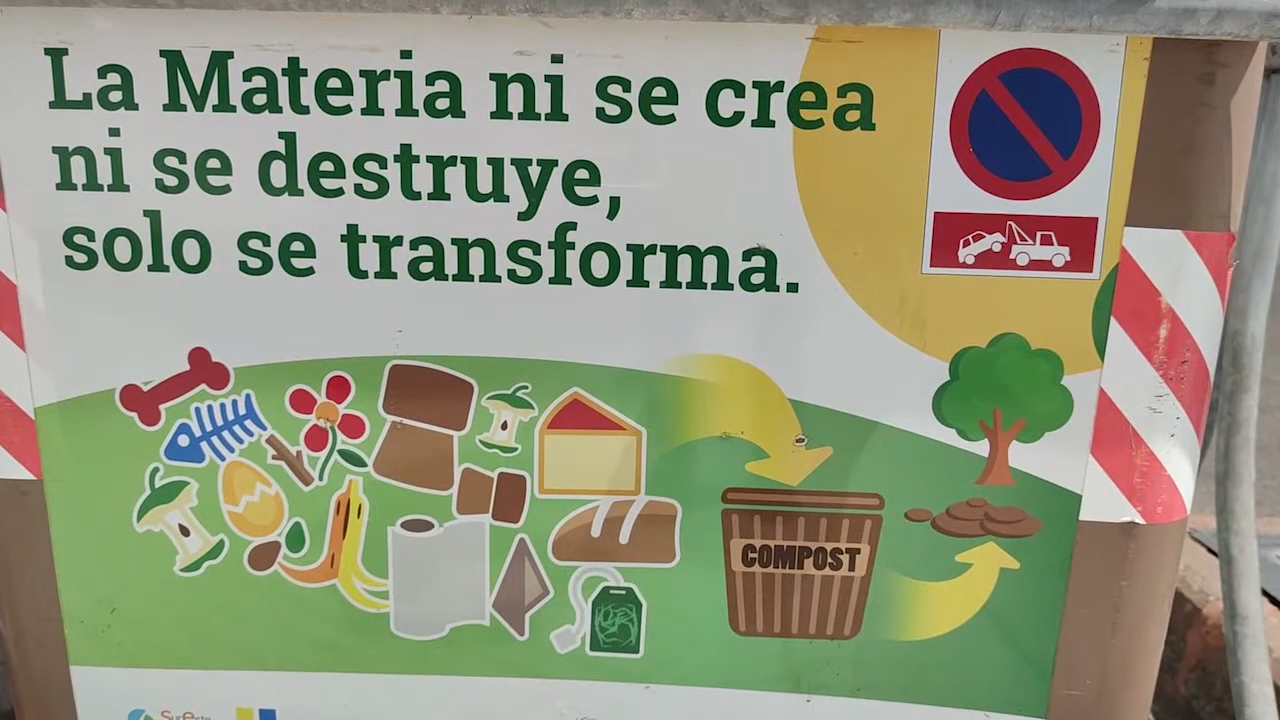 La Materia ni se crea
ni se destruye,
solo se transforma.
COMPOST